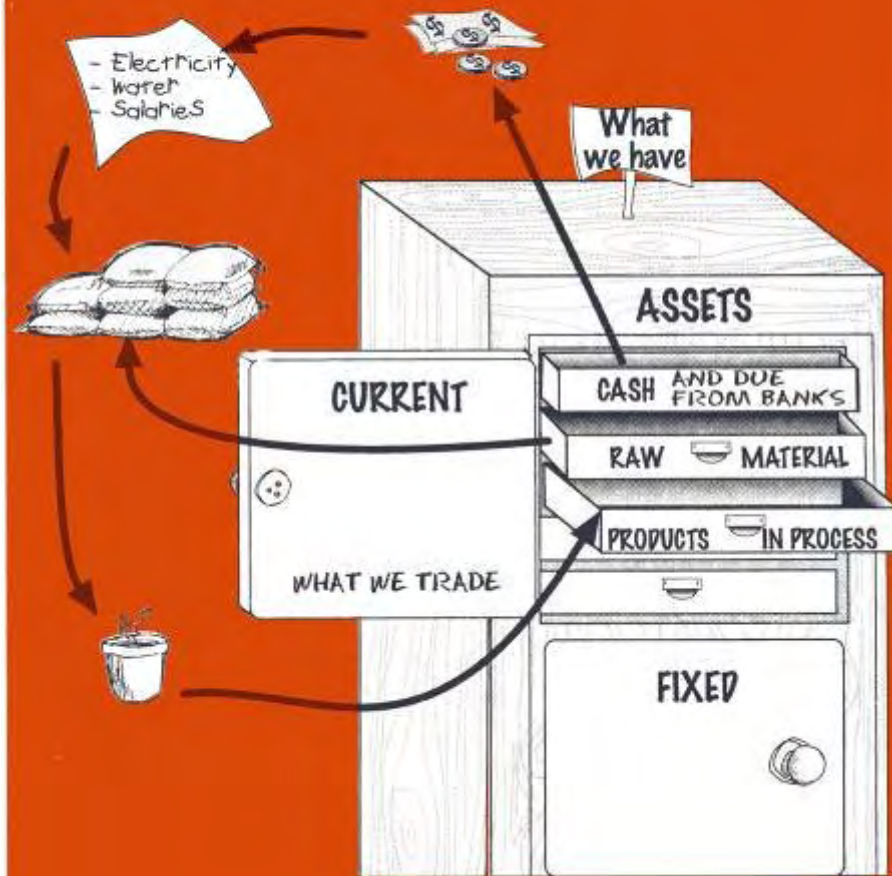 - Electricity
- Water
- Salaries
What
we have
ASSETS
CURRENT
WHAT WE TRADE
CASH AND DUE
FROM BANKS
RAW MATERIAL
PRODUCTS IN PROCESS
FIXED